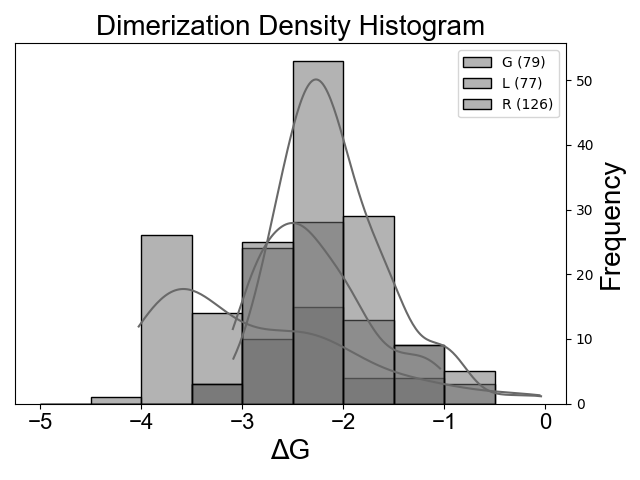 Dimerization Density Histogram
G (79)
L (77)
R (126)
50
40
30
20
10
0
Frequency
−5 −4 −3 −2 −1 0
ΔG